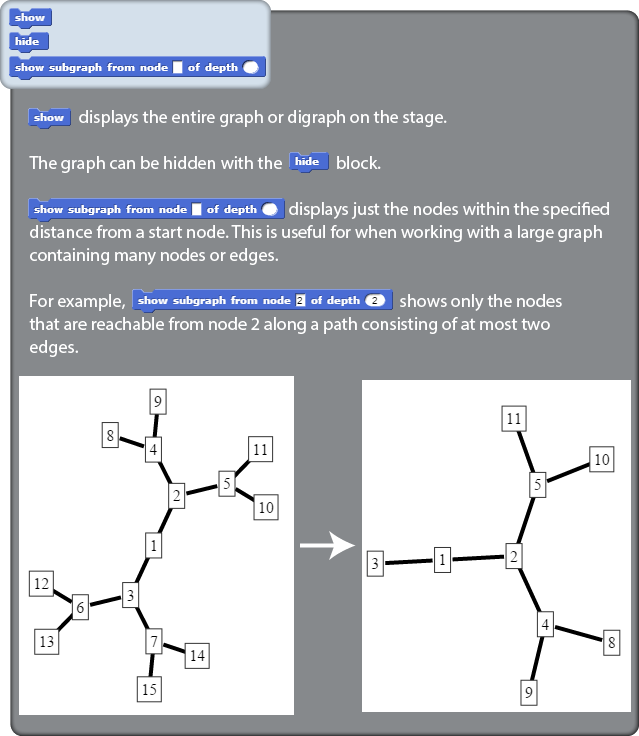 show
hide
show subgraph from node of depth
show displays the entire graph or digraph on the stage.
The graph can be hidden with the hide block.
show subgraph from node of depth displays just the nodes within the specified
distance from a start node. This is useful for when working with a large graph
containing many nodes or edges.
For example, show subgraph from node 2 of depth 2 shows only the nodes
that are reachable from node 2 along a path consisting of at most two
edges.
9
8
4
11
5
2
10
1
12
3
6
13
7
14
15
11
10
5
2
1
3
4
8
9